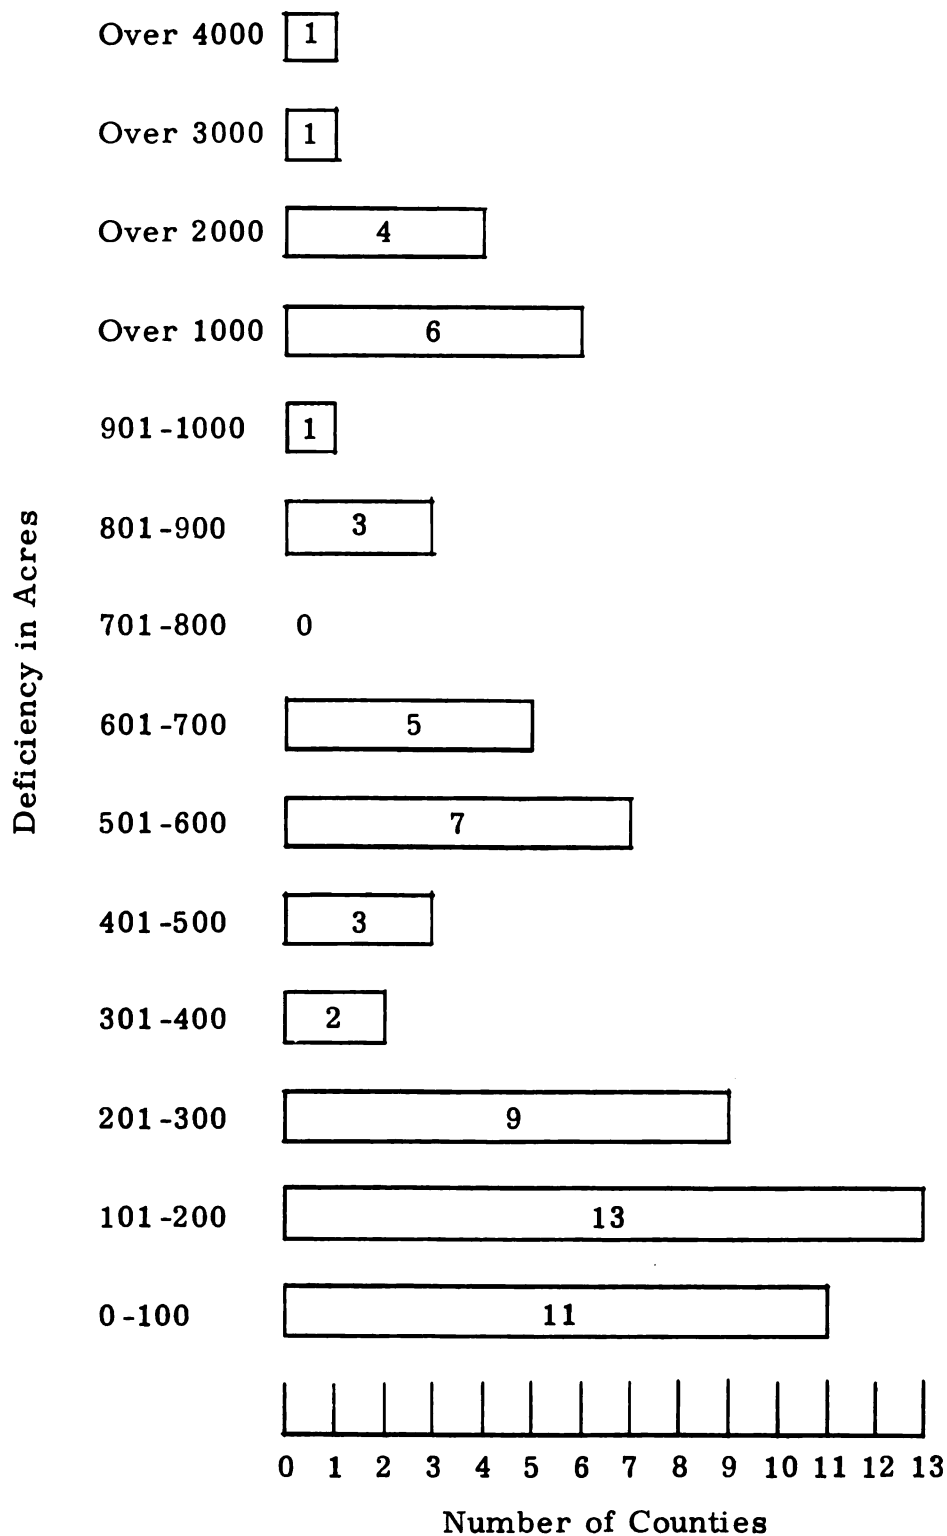 Over 4000 1
Over 3000 1
Over 2000 4
Over 1000 6
901-1000 1
801-900 3
701-800 0
601-700 5
501-600 7
401-500 3
301-400 2
201-300 9
101-200 13
0-100 11
Deficiency in Acres
0 1 2 3 4 5 6 7 8 9 10 11 12 13
Number of Counties